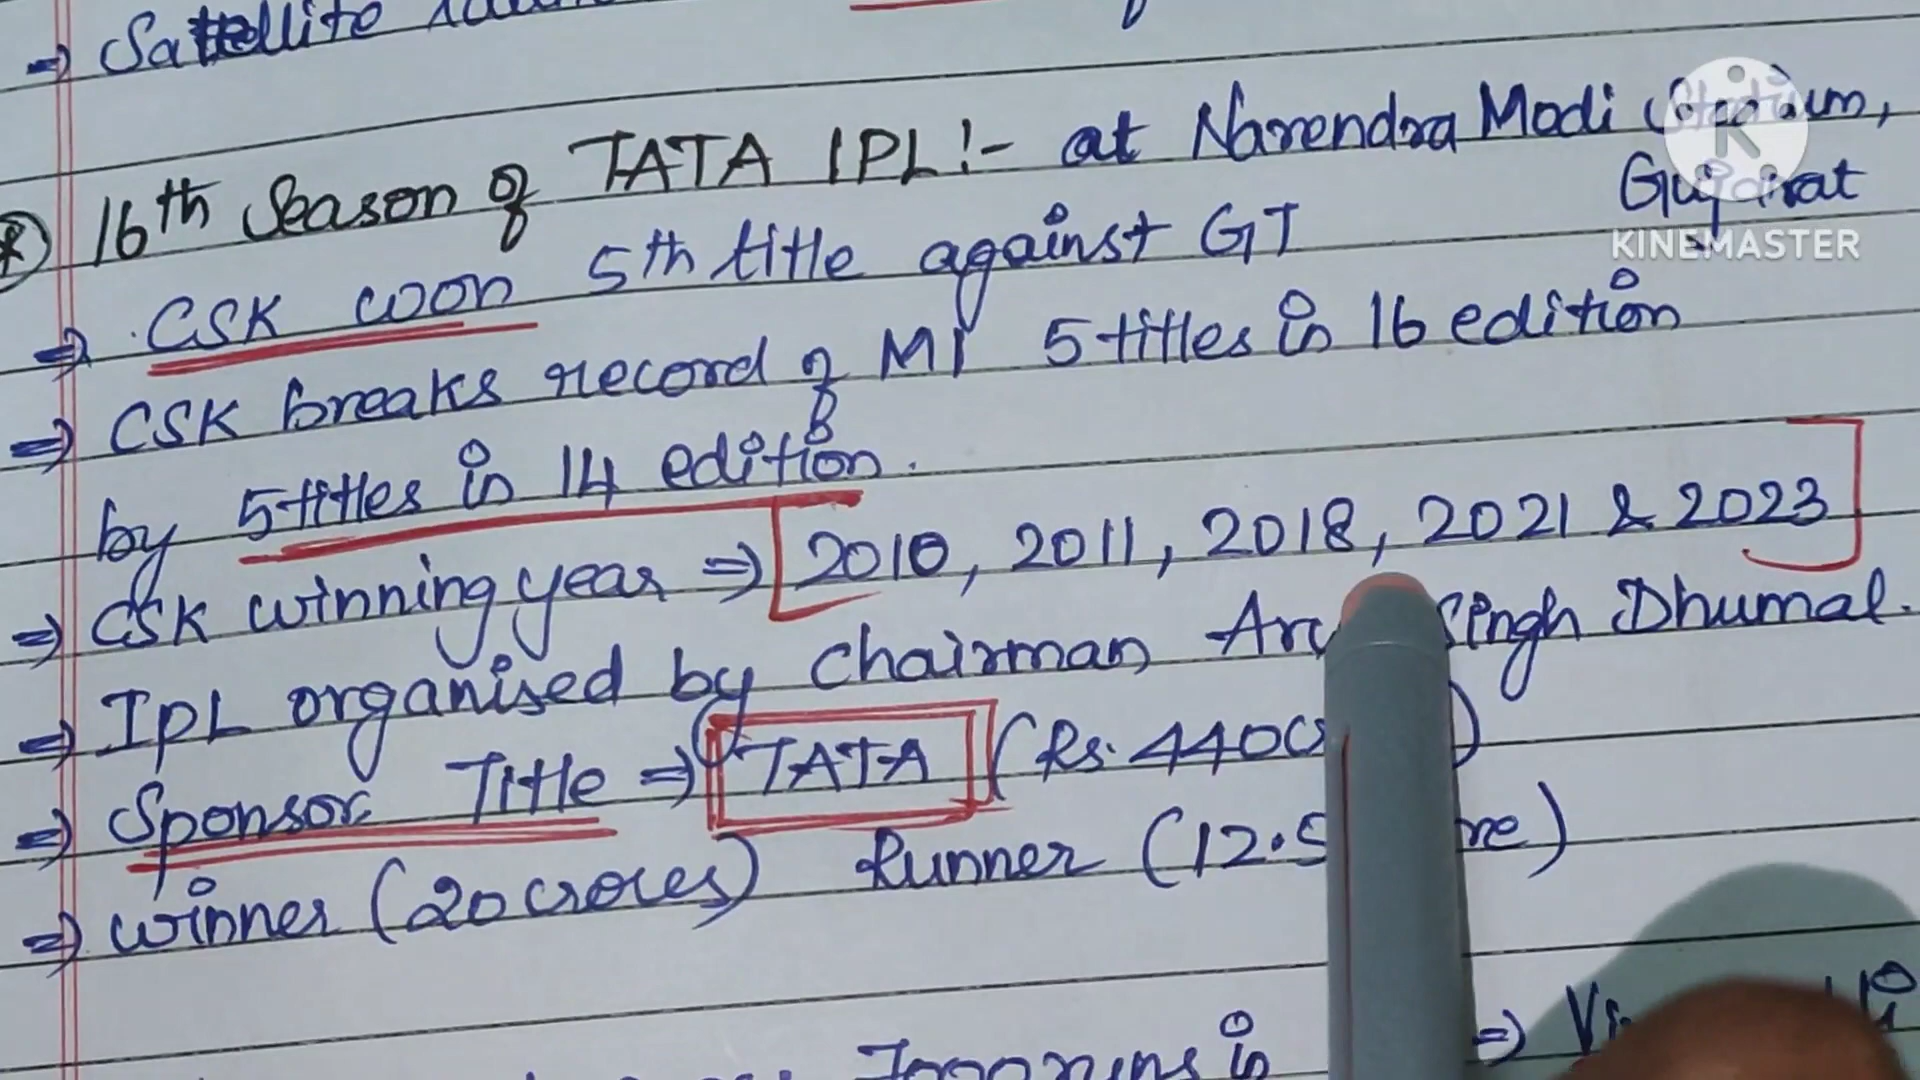 ⇒ Satellite
16th Season of TATA IPL!- at Narendra Modi Stadium,
Gujarat
KINEMASTER
⇒ CSK won 5th title against GT
⇒ CSK breaks record of MI 5 titles in 16 edition
by 5 titles in 14 edition.
⇒ CSK winning year ⇒ 2010, 2011, 2018, 2021 & 2023
⇒ IPL organised by Chairman Singh Dhumal.
⇒ Sponsor Title ⇒ TATA (Rs. 440
⇒ Winner (20 crores) Runner (12.5
in ⇒